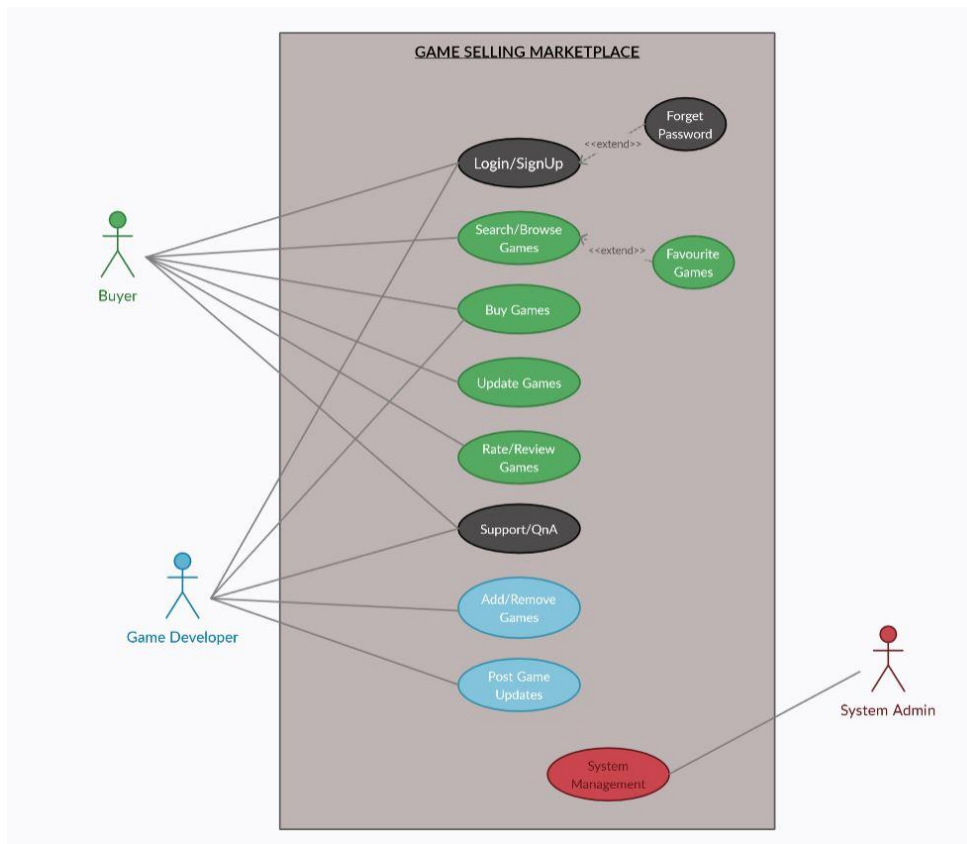 GAME SELLING MARKETPLACE
Forget
Password
<<extend>>
Login/SignUp
Search/Browse
Games
<<extend>>
Favourite
Games
Buyer
Buy Games
Update Games
Rate/Review
Games
Support/QnA
Game Developer
Add/Remove
Games
Post Game
Updates
System Admin
System
Management